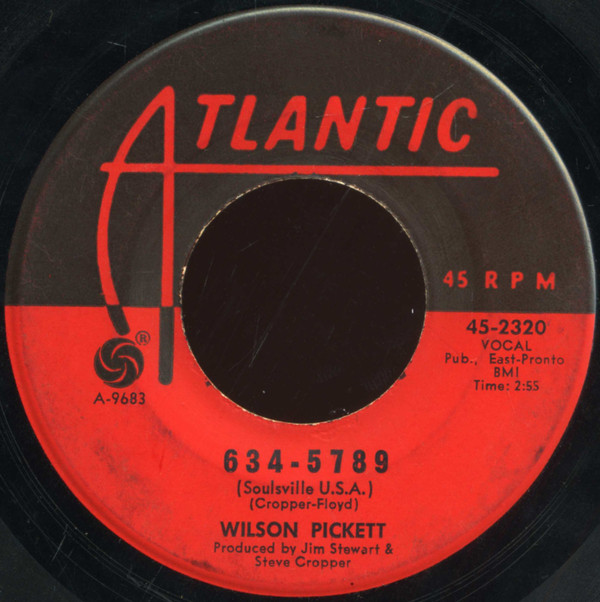 ATLANTIC
45 RPM
45-2320
VOCAL
Pub., East-Pronto
BMI
Time: 2:55
®
A-9683
634-5789
(Soulsville U.S.A.)
(Cropper-Floyd)
WILSON PICKETT
Produced by Jim Stewart &
Steve Cropper